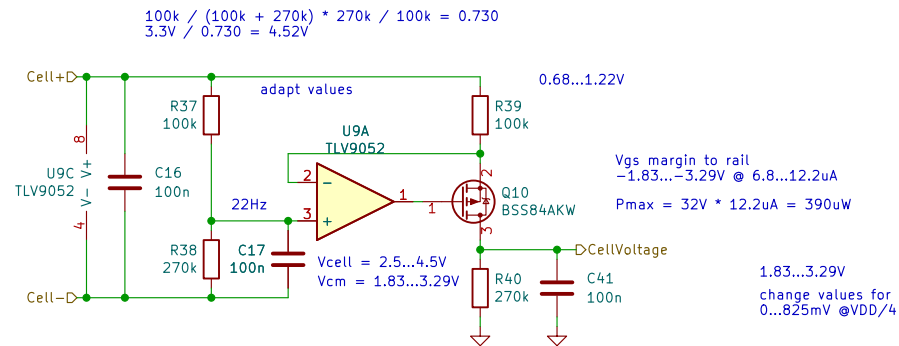 100k / (100k + 270k) * 270k / 100k = 0.730
3.3V / 0.730 = 4.52V
Cell+
adapt values
0.68...1.22V
R37
100k
R39
100k
U9A
TLV9052
8
V+
U9C
TLV9052
V-
4
C16
100n
2
1
3
22Hz
1
2
Q10
BSS84AKW
3
Vgs margin to rail
-1.83...-3.29V @ 6.8...12.2uA
Pmax = 32V * 12.2uA = 390uW
R38
270k
C17
100n
Vcell = 2.5...4.5V
Vcm = 1.83...3.29V
CellVoltage
Cell-
R40
270k
C41
100n
1.83...3.29V
change values for
0...825mV @VDD/4